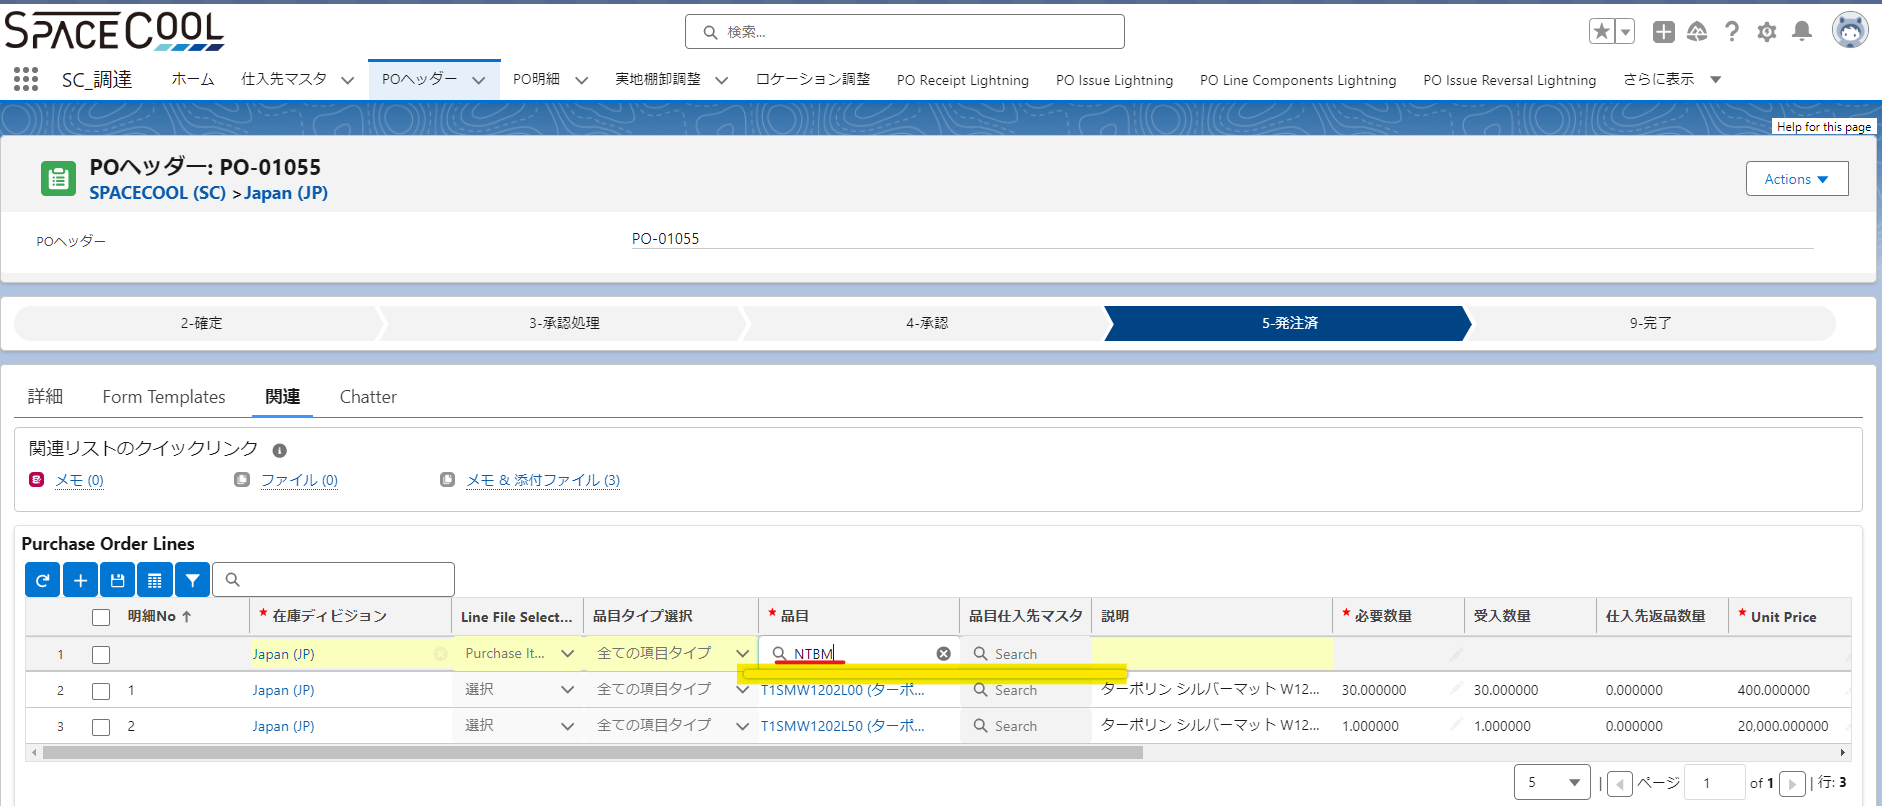 SPACECOOL
検索...
SC_調達 ホーム 仕入先マスタ POヘッダー PO明細 実地棚卸調整 ロケーション調整 PO Receipt Lightning PO Issue Lightning PO Line Components Lightning PO Issue Reversal Lightning さらに表示
Help for this page
POヘッダー: PO-01055
SPACECOOL (SC) >Japan (JP)
Actions
POヘッダー PO-01055
2-確定 3-承認処理 4-承認 5-発注済 9-完了
詳細 Form Templates 関連 Chatter
関連リストのクイックリンク
メモ (0) ファイル (0) メモ & 添付ファイル (3)
Purchase Order Lines
明細No ↑ * 在庫ディビジョン Line File Select... 品目タイプ選択 * 品目 品目仕入先マスタ 説明 * 必要数量 受入数量 仕入先返品数量 * Unit Price
1 Japan (JP) Purchase It... 全ての項目タイプ NTBM Search
2 1 Japan (JP) 選択 全ての項目タイプ T1SMW1202L00 (ターポ... Search ターポリン シルバーマット W12... 30.000000 30.000000 0.000000 400.000000
3 2 Japan (JP) 選択 全ての項目タイプ T1SMW1202L50 (ターポ... Search ターポリン シルバーマット W12... 1.000000 1.000000 0.000000 20,000.000000
5 | ページ 1 of 1 | 行: 3